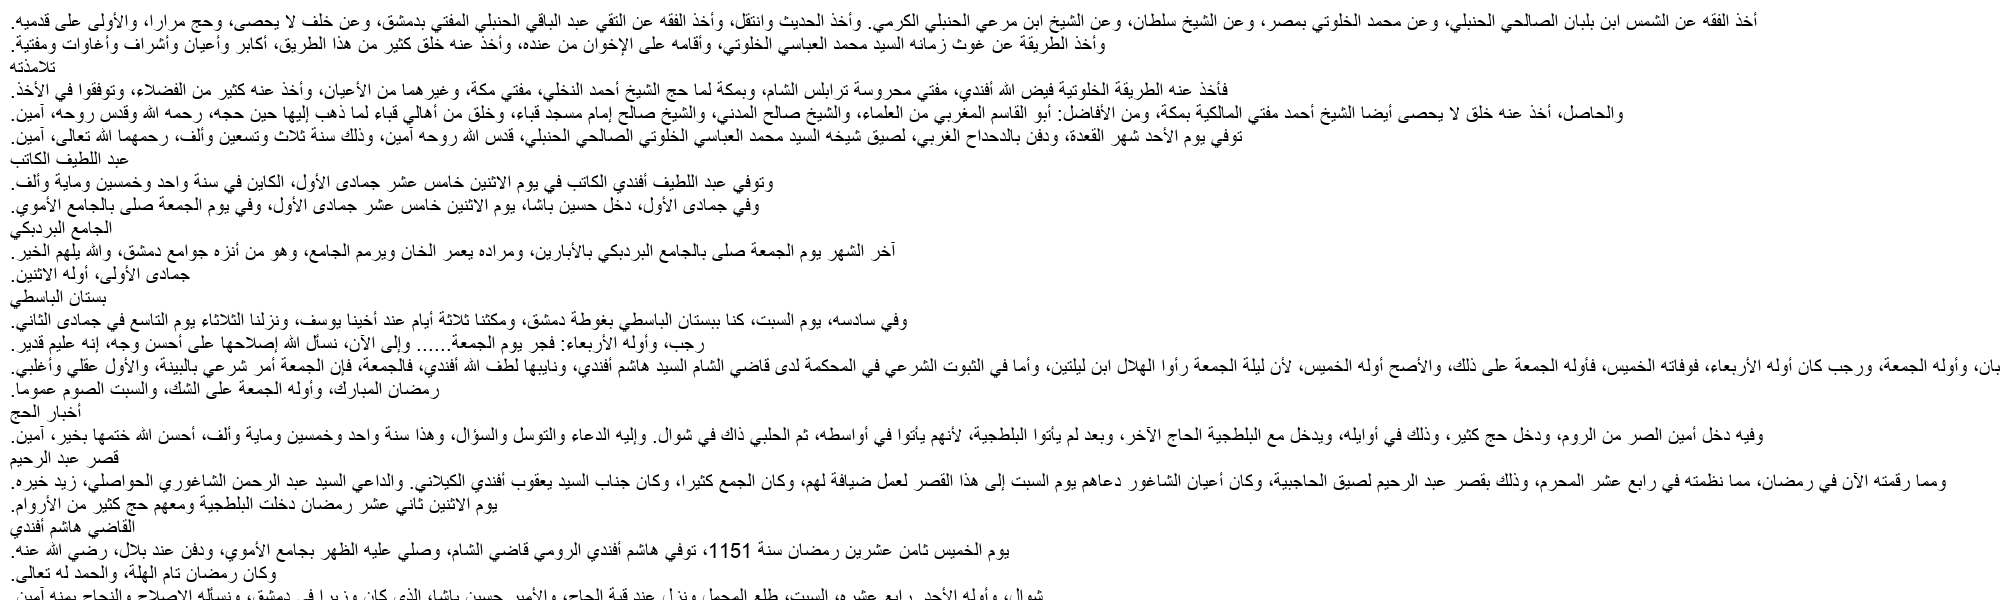 أخذ الفقه عن الشمس ابن بلبان الصالحي الحنبلي، وعن محمد الخلوتي بمصر، وعن الشيخ سلطان، وعن الشيخ ابن مرعي الحنبلي الكرمي. وأخذ الحديث وانتقل، وأخذ الفقه عن التقي عبد الباقي الحنبلي المفتي بدمشق، وعن خلف لا يحصى، وحج مرارا، والأولى على قدميه.
وأخذ الطريقة عن غوث زمانه السيد محمد العباسي الخلوتي، وأقامه على الإخوان من عنده، وأخذ عنه خلق كثير من هذا الطريق، أكابر وأعيان وأشراف وأغاوات ومفتية.
تلامذته
فأخذ عنه الطريقة الخلوتية فيض الله أفندي، مفتي محروسة ترابلس الشام، وبمكة لما حج الشيخ أحمد النخلي، مفتي مكة، وغيرهما من الأعيان، وأخذ عنه كثير من الفضلاء، وتوفقوا في الأخذ.
والحاصل، أخذ عنه خلق لا يحصى أيضا الشيخ أحمد مفتي المالكية بمكة، ومن الأفاضل: أبو القاسم المغربي من العلماء، والشيخ صالح المدني، والشيخ صالح إمام مسجد قباء، وخلق من أهالي قباء لما ذهب إليها حين حجه، رحمه الله وقدس روحه، آمين.
توفي يوم الأحد شهر القعدة، ودفن بالدحداح الغربي، لصيق شيخه السيد محمد العباسي الخلوتي الصالحي الحنبلي، قدس الله روحه آمين، وذلك سنة ثلاث وتسعين وألف، رحمهما الله تعالى، آمين.
عبد اللطيف الكاتب
وتوفي عبد اللطيف أفندي الكاتب في يوم الاثنين خامس عشر جمادى الأول، الكاين في سنة واحد وخمسين وماية وألف.
وفي جمادى الأول، دخل حسين باشا، يوم الاثنين خامس عشر جمادى الأول، وفي يوم الجمعة صلى بالجامع الأموي.
الجامع البردبكي
آخر الشهر يوم الجمعة صلى بالجامع البردبكي بالأبارين، ومراده يعمر الخان ويرمم الجامع، وهو من أنزه جوامع دمشق، والله يلهم الخير.
جمادى الأولى، أوله الاثنين.
بستان الباسطي
وفي سادسه، يوم السبت، كنا ببستان الباسطي بغوطة دمشق، ومكثنا ثلاثة أيام عند أخينا يوسف، ونزلنا الثلاثاء يوم التاسع في جمادى الثاني.
رجب، وأوله الأربعاء: فجر يوم الجمعة...... وإلى الآن، نسأل الله إصلاحها على أحسن وجه، إنه عليم قدير.
بان، وأوله الجمعة، ورجب كان أوله الأربعاء، فوفاته الخميس، فأوله الجمعة على ذلك، والأصح أوله الخميس، لأن ليلة الجمعة رأوا الهلال ابن ليلتين، وأما في الثبوت الشرعي في المحكمة لدى قاضي الشام السيد هاشم أفندي، ونايبها لطف الله أفندي، فالجمعة، فإن الجمعة أمر شرعي بالبينة، والأول عقلي وأغلبي.
رمضان المبارك، وأوله الجمعة على الشك، والسبت الصوم عموما.
أخبار الحج
وفيه دخل أمين الصر من الروم، ودخل حج كثير، وذلك في أوايله، ويدخل مع البلطجية الحاج الآخر، وبعد لم يأتوا البلطجية، لأنهم يأتوا في أواسطه، ثم الحلبي ذاك في شوال. وإليه الدعاء والتوسل والسؤال، وهذا سنة واحد وخمسين وماية وألف، أحسن الله ختمها بخير، آمين.
قصر عبد الرحيم
ومما رقمته الآن في رمضان، مما نظمته في رابع عشر المحرم، وذلك بقصر عبد الرحيم لصيق الحاجبية، وكان أعيان الشاغور دعاهم يوم السبت إلى هذا القصر لعمل ضيافة لهم، وكان الجمع كثيرا، وكان جناب السيد يعقوب أفندي الكيلاني. والداعي السيد عبد الرحمن الشاغوري الحواصلي، زيد خيره.
يوم الاثنين ثاني عشر رمضان دخلت البلطجية ومعهم حج كثير من الأروام.
القاضي هاشم أفندي
يوم الخميس ثامن عشرين رمضان سنة 1151، توفي هاشم أفندي الرومي قاضي الشام، وصلي عليه الظهر بجامع الأموي، ودفن عند بلال، رضي الله عنه.
وكان رمضان تام الهلة، والحمد له تعالى.
شوال، وأوله الأحد. رابع عشره، السبت، طلع المحمل ونزل عند قبة الحاج، والأمير حسين باشا، الذي كان وزيرا في دمشق، ونسأله الإصلاح والنجاح بمنه آمين.